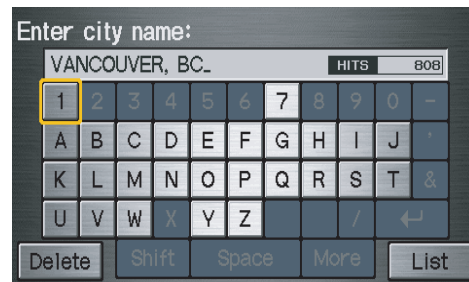 Enter city name:
VANCOUVER, BC_ HITS 808
1 2 3 4 5 6 7 8 9 0 -
A B C D E F G H I J '
K L M N O P Q R S T &
U V W X Y Z / ↵
Delete Shift Space More List